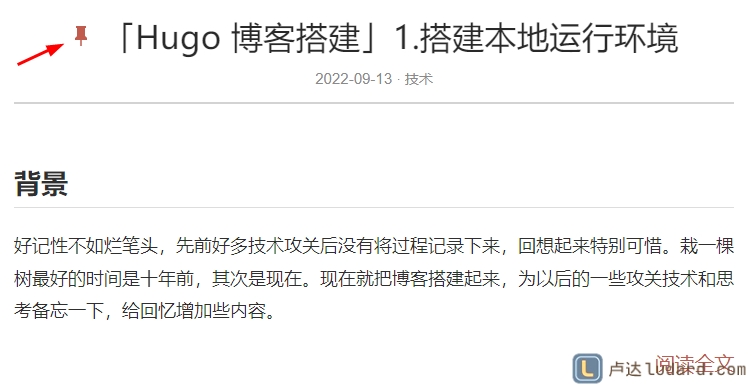 「Hugo 博客搭建」1.搭建本地运行环境
2022-09-13 · 技术
背景
好记性不如烂笔头，先前好多技术攻关后没有将过程记录下来，回想起来特别可惜。栽一棵
树最好的时间是十年前，其次是现在。现在就把博客搭建起来，为以后的一些攻关技术和思
考备忘一下，给回忆增加些内容。
阅读全文
L 卢达ludard.com